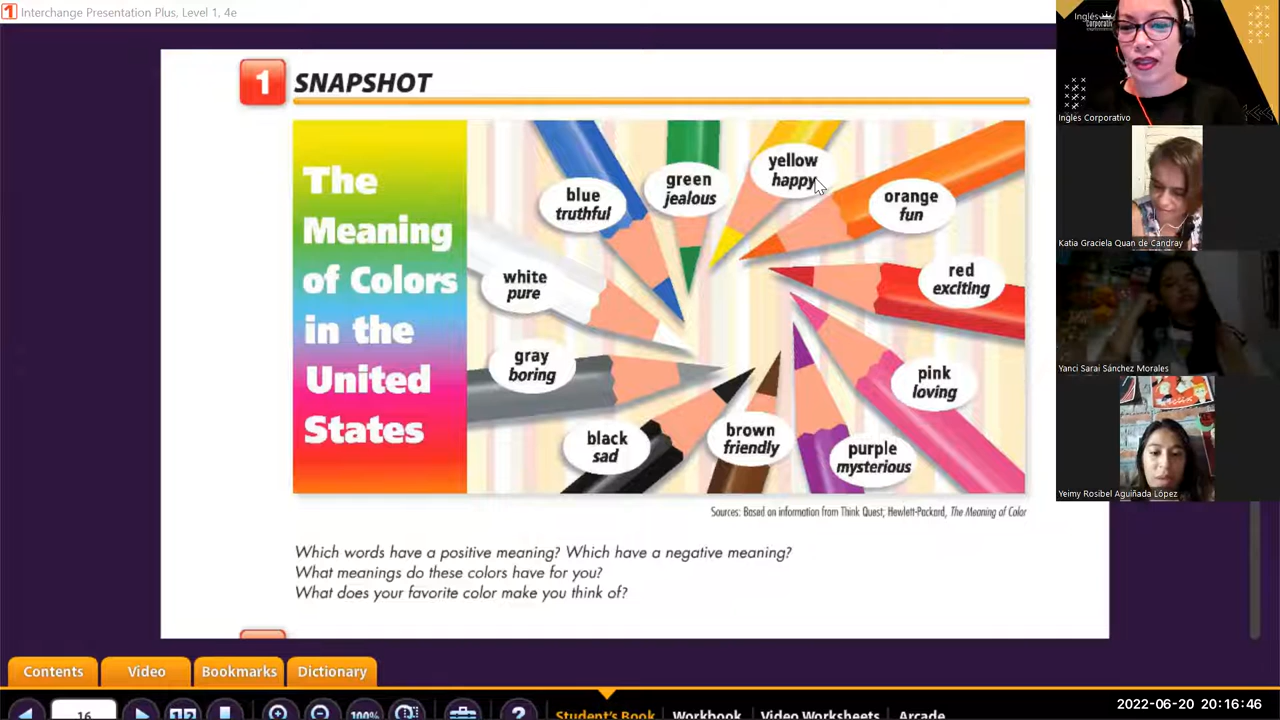 Interchange Presentation Plus, Level 1, 4e
1 SNAPSHOT
The
Meaning
of Colors
in the
United
States
blue
truthful
green
jealous
yellow
happy
orange
fun
white
pure
red
exciting
gray
boring
pink
loving
black
sad
brown
friendly
purple
mysterious
Sources: Based on information from Think Quest; Hewlett-Packard, The Meaning of Color
Which words have a positive meaning? Which have a negative meaning?
What meanings do these colors have for you?
What does your favorite color make you think of?
Inglés
Corporativo
Ingles Corporativo
Katia Graciela Quan de Candray
Yanci Sarai Sánchez Morales
Yeimy Rosibel Aguiñada López
Contents
Video
Bookmarks
Dictionary
16
100%
?
Student's Book
Workbook
Video Worksheets
Arcade
2022-06-20 20:16:46